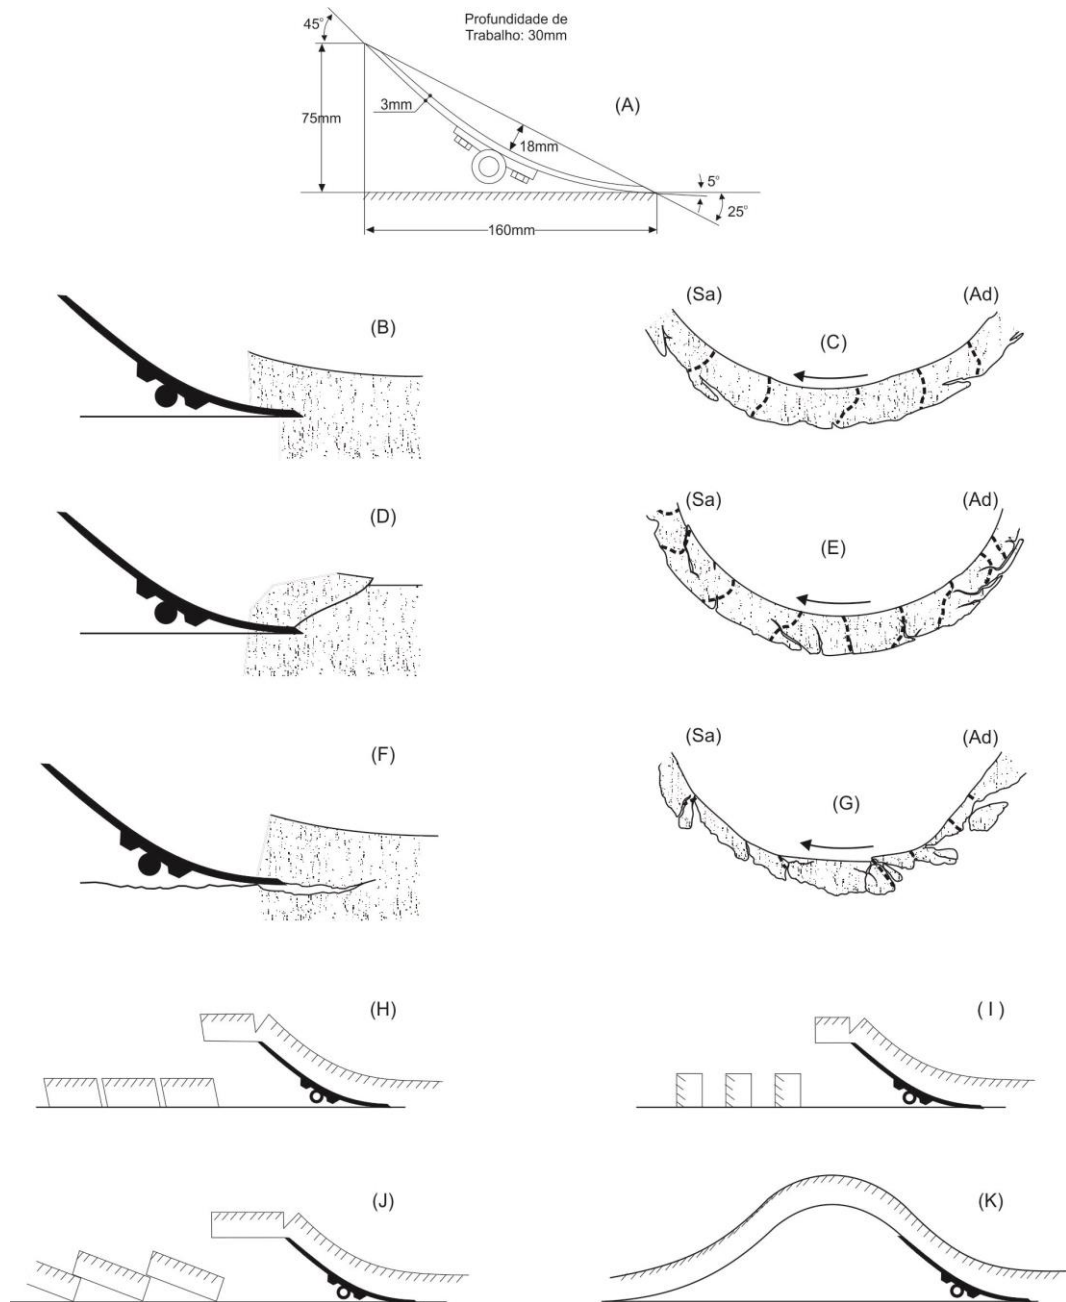 45°
Profundidade de
Trabalho: 30mm
(A)
3mm
75mm
18mm
5°
25°
160mm
(B)
(Sa)
(Ad)
(C)
(D)
(Sa)
(Ad)
(E)
(F)
(Sa)
(Ad)
(G)
(H)
( I )
(J)
(K)